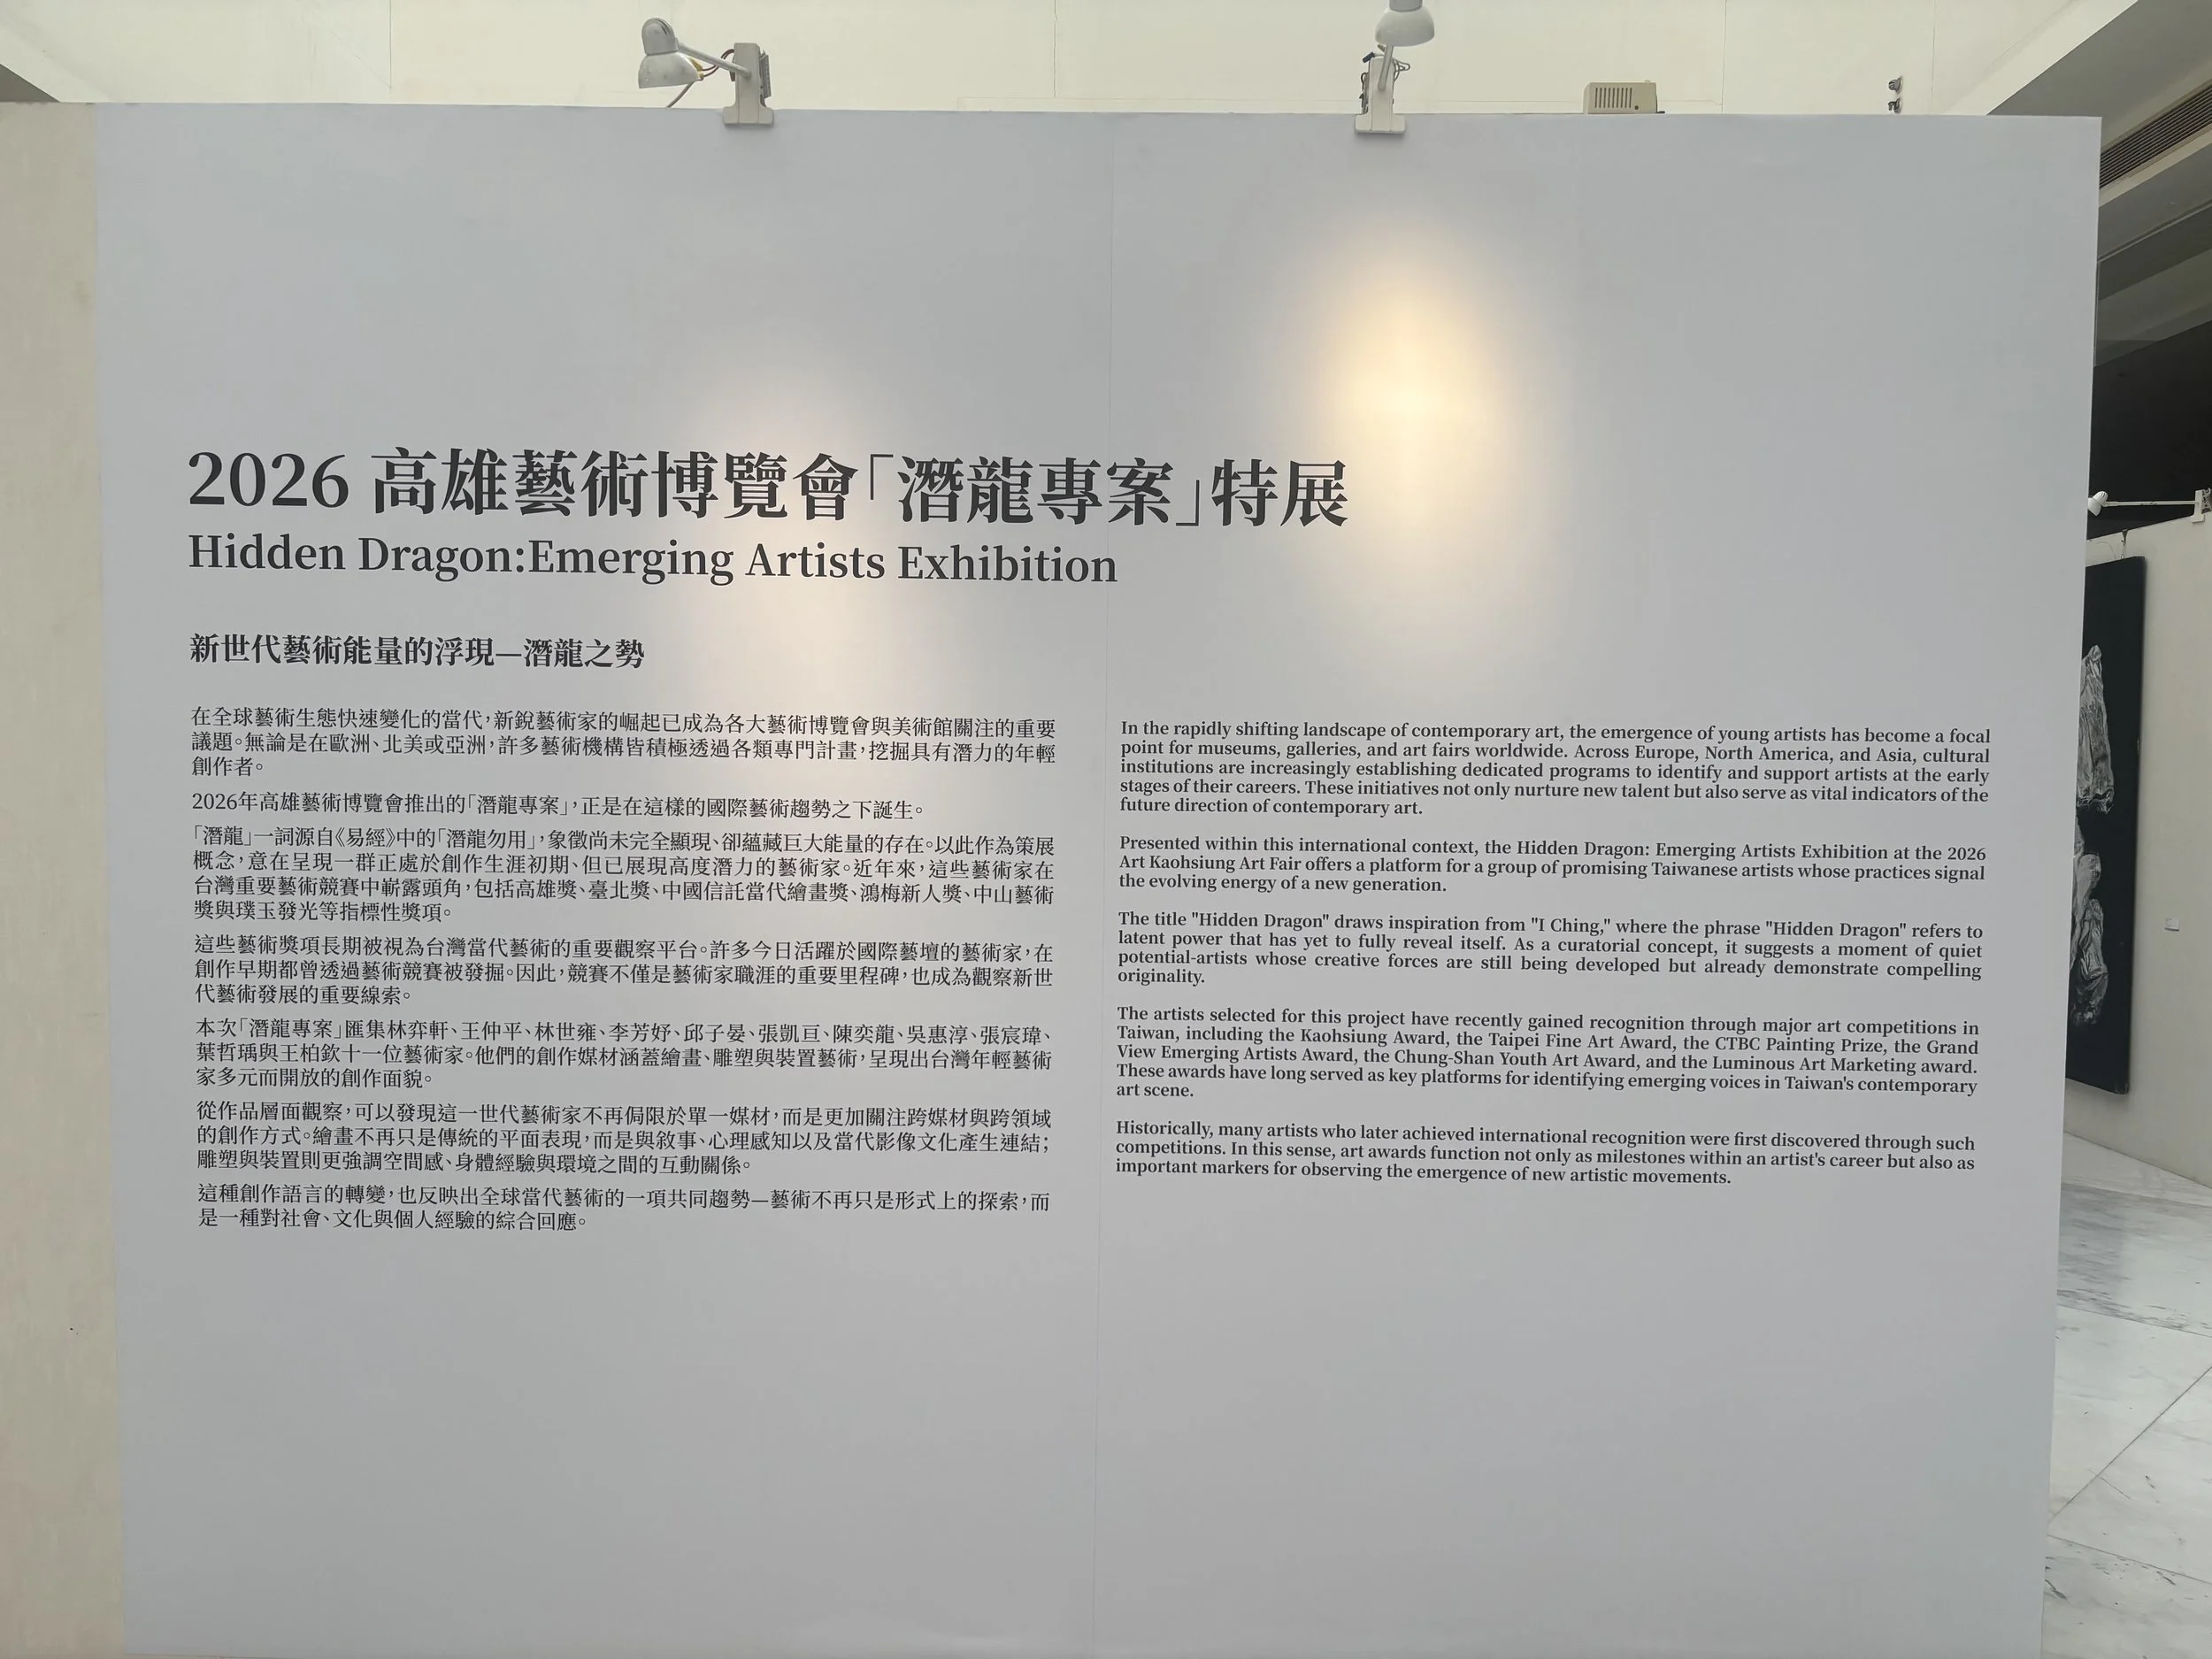 2026 高雄藝術博覽會「潛龍專案」特展
Hidden Dragon:Emerging Artists Exhibition
新世代藝術能量的浮現—潛龍之勢
在全球藝術生態快速變化的當代，新銳藝術家的崛起已成為各大藝術博覽會與美術館關注的重要
議題。無論是在歐洲、北美或亞洲，許多藝術機構皆積極透過各類專門計畫，挖掘具有潛力的年輕
創作者。
2026年高雄藝術博覽會推出的「潛龍專案」，正是在這樣的國際藝術趨勢之下誕生。
「潛龍」一詞源自《易經》中的「潛龍勿用」，象徵尚未完全顯現、卻蘊藏巨大能量的存在。以此作為策展
概念，意在呈現一群正處於創作生涯初期、但已展現高度潛力的藝術家。近年來，這些藝術家在
台灣重要藝術競賽中嶄露頭角，包括高雄獎、臺北獎、中國信託當代繪畫獎、鴻梅新人獎、中山藝術
獎與璞玉發光等指標性獎項。
這些藝術獎項長期被視為台灣當代藝術的重要觀察平台。許多今日活躍於國際藝壇的藝術家，在
創作早期都曾透過藝術競賽被發掘。因此，競賽不僅是藝術家職涯的重要里程碑，也成為觀察新世
代藝術發展的重要線索。
本次「潛龍專案」匯集林弈軒、王仲平、林世雍、李芳妤、邱子晏、張凱亘、陳奕龍、吳惠淳、張宸瑋、
葉哲瑀與王柏欽十一位藝術家。他們的創作媒材涵蓋繪畫、雕塑與裝置藝術，呈現出台灣年輕藝術
家多元而開放的創作面貌。
從作品層面觀察，可以發現這一世代藝術家不再侷限於單一媒材，而是更加關注跨媒材與跨領域
的創作方式。繪畫不再只是傳統的平面表現，而是與敘事、心理感知以及當代影像文化產生連結；
雕塑與裝置則更強調空間感、身體經驗與環境之間的互動關係。
這種創作語言的轉變，也反映出全球當代藝術的一項共同趨勢—藝術不再只是形式上的探索，而
是一種對社會、文化與個人經驗的綜合回應。
In the rapidly shifting landscape of contemporary art, the emergence of young artists has become a focal
point for museums, galleries, and art fairs worldwide. Across Europe, North America, and Asia, cultural
institutions are increasingly establishing dedicated programs to identify and support artists at the early
stages of their careers. These initiatives not only nurture new talent but also serve as vital indicators of the
future direction of contemporary art.
Presented within this international context, the Hidden Dragon: Emerging Artists Exhibition at the 2026
Art Kaohsiung Art Fair offers a platform for a group of promising Taiwanese artists whose practices signal
the evolving energy of a new generation.
The title "Hidden Dragon" draws inspiration from "I Ching," where the phrase "Hidden Dragon" refers to
latent power that has yet to fully reveal itself. As a curatorial concept, it suggests a moment of quiet
potential-artists whose creative forces are still being developed but already demonstrate compelling
originality.
The artists selected for this project have recently gained recognition through major art competitions in
Taiwan, including the Kaohsiung Award, the Taipei Fine Art Award, the CTBC Painting Prize, the Grand
View Emerging Artists Award, the Chung-Shan Youth Art Award, and the Luminous Art Marketing award.
These awards have long served as key platforms for identifying emerging voices in Taiwan's contemporary
art scene.
Historically, many artists who later achieved international recognition were first discovered through such
competitions. In this sense, art awards function not only as milestones within an artist's career but also as
important markers for observing the emergence of new artistic movements.